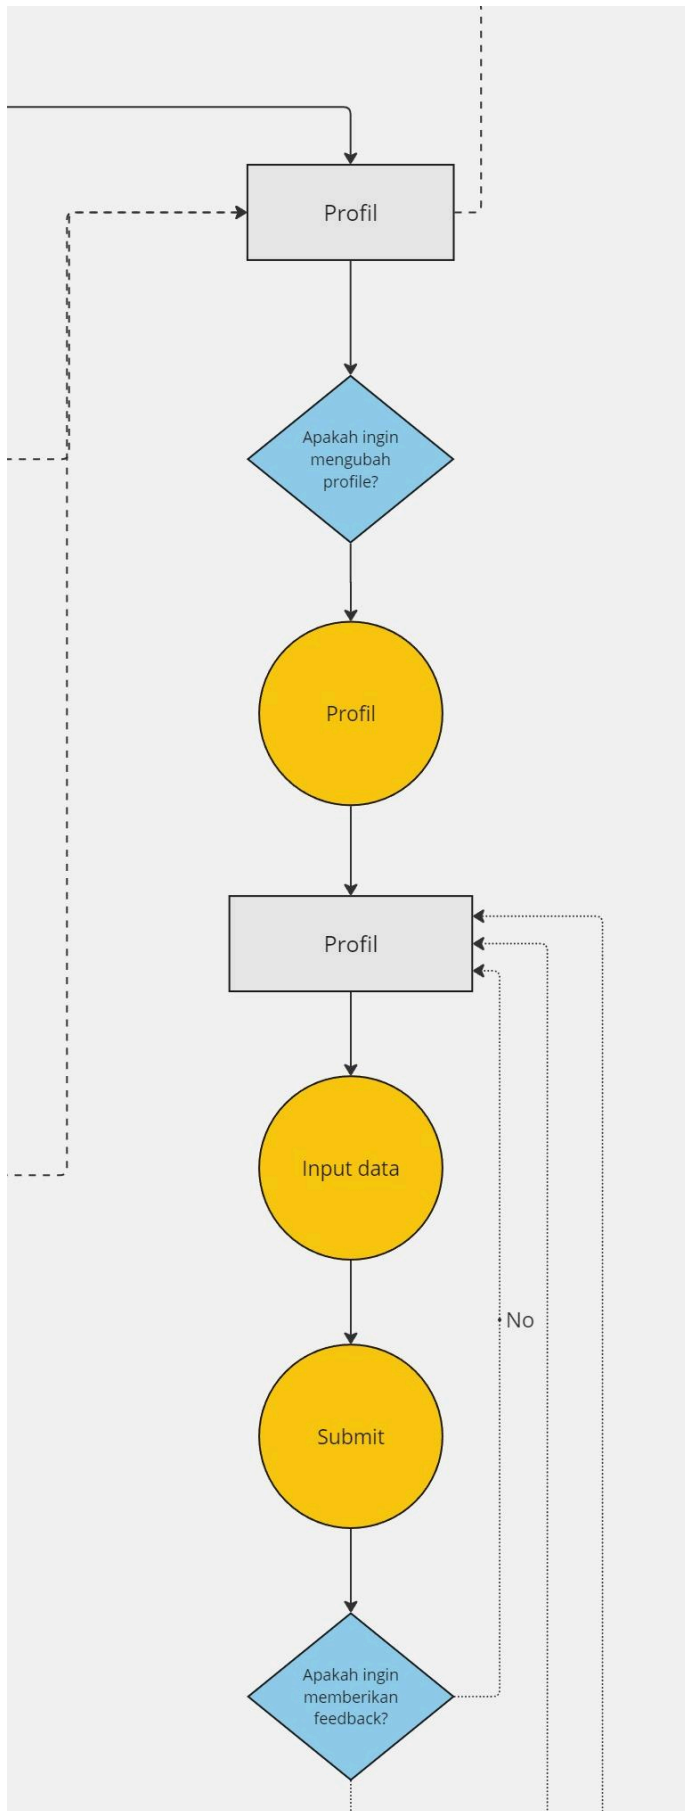 Profil
Apakah ingin
mengubah
profile?
Profil
Profil
Input data
No
Submit
Apakah ingin
memberikan
feedback?